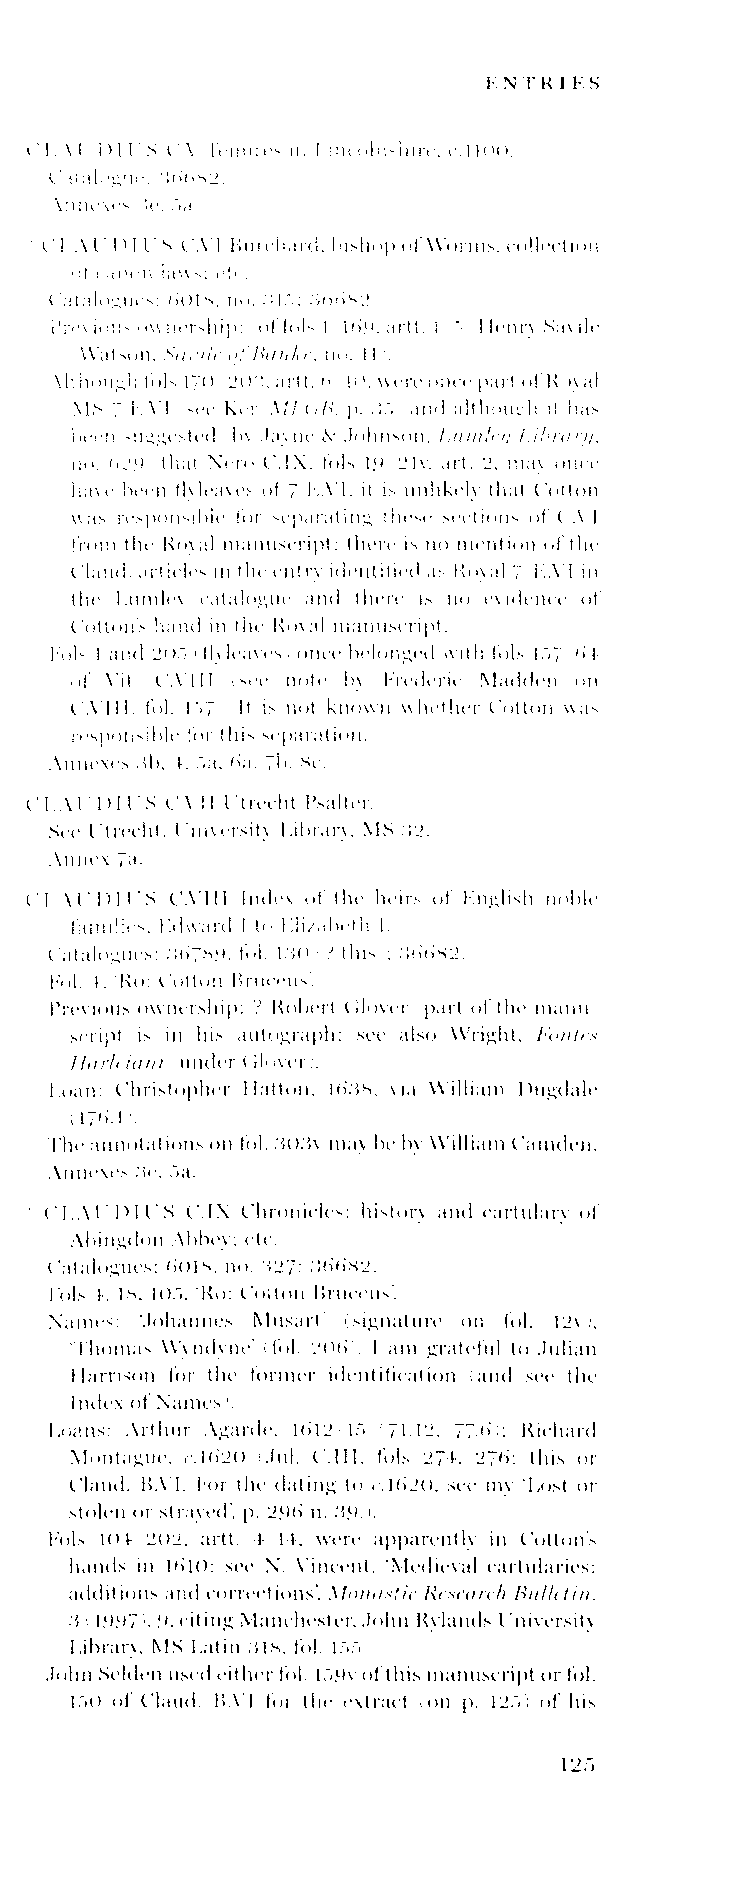 ENTRIES
CLAUDIUS C.V Tenures in Lincolnshire, c.1100.
Catalogue: 36682.
Annexes 3e, 5a.
* CLAUDIUS C.VI Burchard, bishop of Worms, collection
of canon laws; etc.
Catalogues: 6018, no. 315; 36682.
Previous ownership: (of fols 4–169, artt. 1–5) Henry Savile
(Watson, Savile of Banke, no. 41).
Although fols 170–203, artt. 6–10, were once part of Royal
MS 7 E.VI (see Ker, MLGB, p. 35) and although it has
been suggested (by Jayne & Johnson, Lumley Library,
no. 629) that Nero C.IX, fols 19–21v, art. 2, may once
have been flyleaves of 7 E.VI, it is unlikely that Cotton
was responsible for separating these sections of C.VI
from the Royal manuscript: there is no mention of the
Claud. articles in the entry identified as Royal 7 E.VI in
the Lumley catalogue and there is no evidence of
Cotton's hand in the Royal manuscript.
Fols 4 and 205 (flyleaves) once belonged with fols 157–64
of Vit. C.VIII (see note by Frederic Madden on
C.VIII, fol. 157). It is not known whether Cotton was
responsible for this separation.
Annexes 3b, 4, 5a, 6a, 7b, 8c.
CLAUDIUS C.VII Utrecht Psalter.
See Utrecht, University Library, MS 32.
Annex 7a.
CLAUDIUS C.VIII Index of the heirs of English noble
families, Edward I to Elizabeth I.
Catalogues: 36789, fol. 130 (? this); 36682.
Fol. 4, 'Ro: Cotton Bruceus'.
Previous ownership: ? Robert Glover (part of the manu-
script is in his autograph; see also Wright, Fontes
Harleiani (under Glover)).
Loan: Christopher Hatton, 1638, via William Dugdale
(176.4).
The annotations on fol. 303v may be by William Camden.
Annexes 3e, 5a.
* CLAUDIUS C.IX Chronicles; history and cartulary of
Abingdon Abbey; etc.
Catalogues: 6018, no. 327; 36682.
Fols 4, 18, 105, 'Ro: Cotton Bruceus'.
Names: 'Johannes Musart' (signature on fol. 12v),
'Thomas Wyndyne' (fol. 206). I am grateful to Julian
Harrison for the former identification (and see the
Index of Names).
Loans: Arthur Agarde, 1612–15 (71.12, 77.6); Richard
Montague, c.1620 (Jul. C.III, fols 274, 276: this or
Claud. B.VI. For the dating to c.1620, see my 'Lost or
stolen or strayed', p. 296 n. 39.).
Fols 104–202, artt. 4–14, were apparently in Cotton's
hands in 1610: see N. Vincent, 'Medieval cartularies:
additions and corrections', Monastic Research Bulletin,
3 (1997), 9, citing Manchester, John Rylands University
Library, MS Latin 318, fol. 155.
John Selden used either fol. 159v of this manuscript or fol.
150 of Claud. B.VI for the extract (on p. 125) of his
125